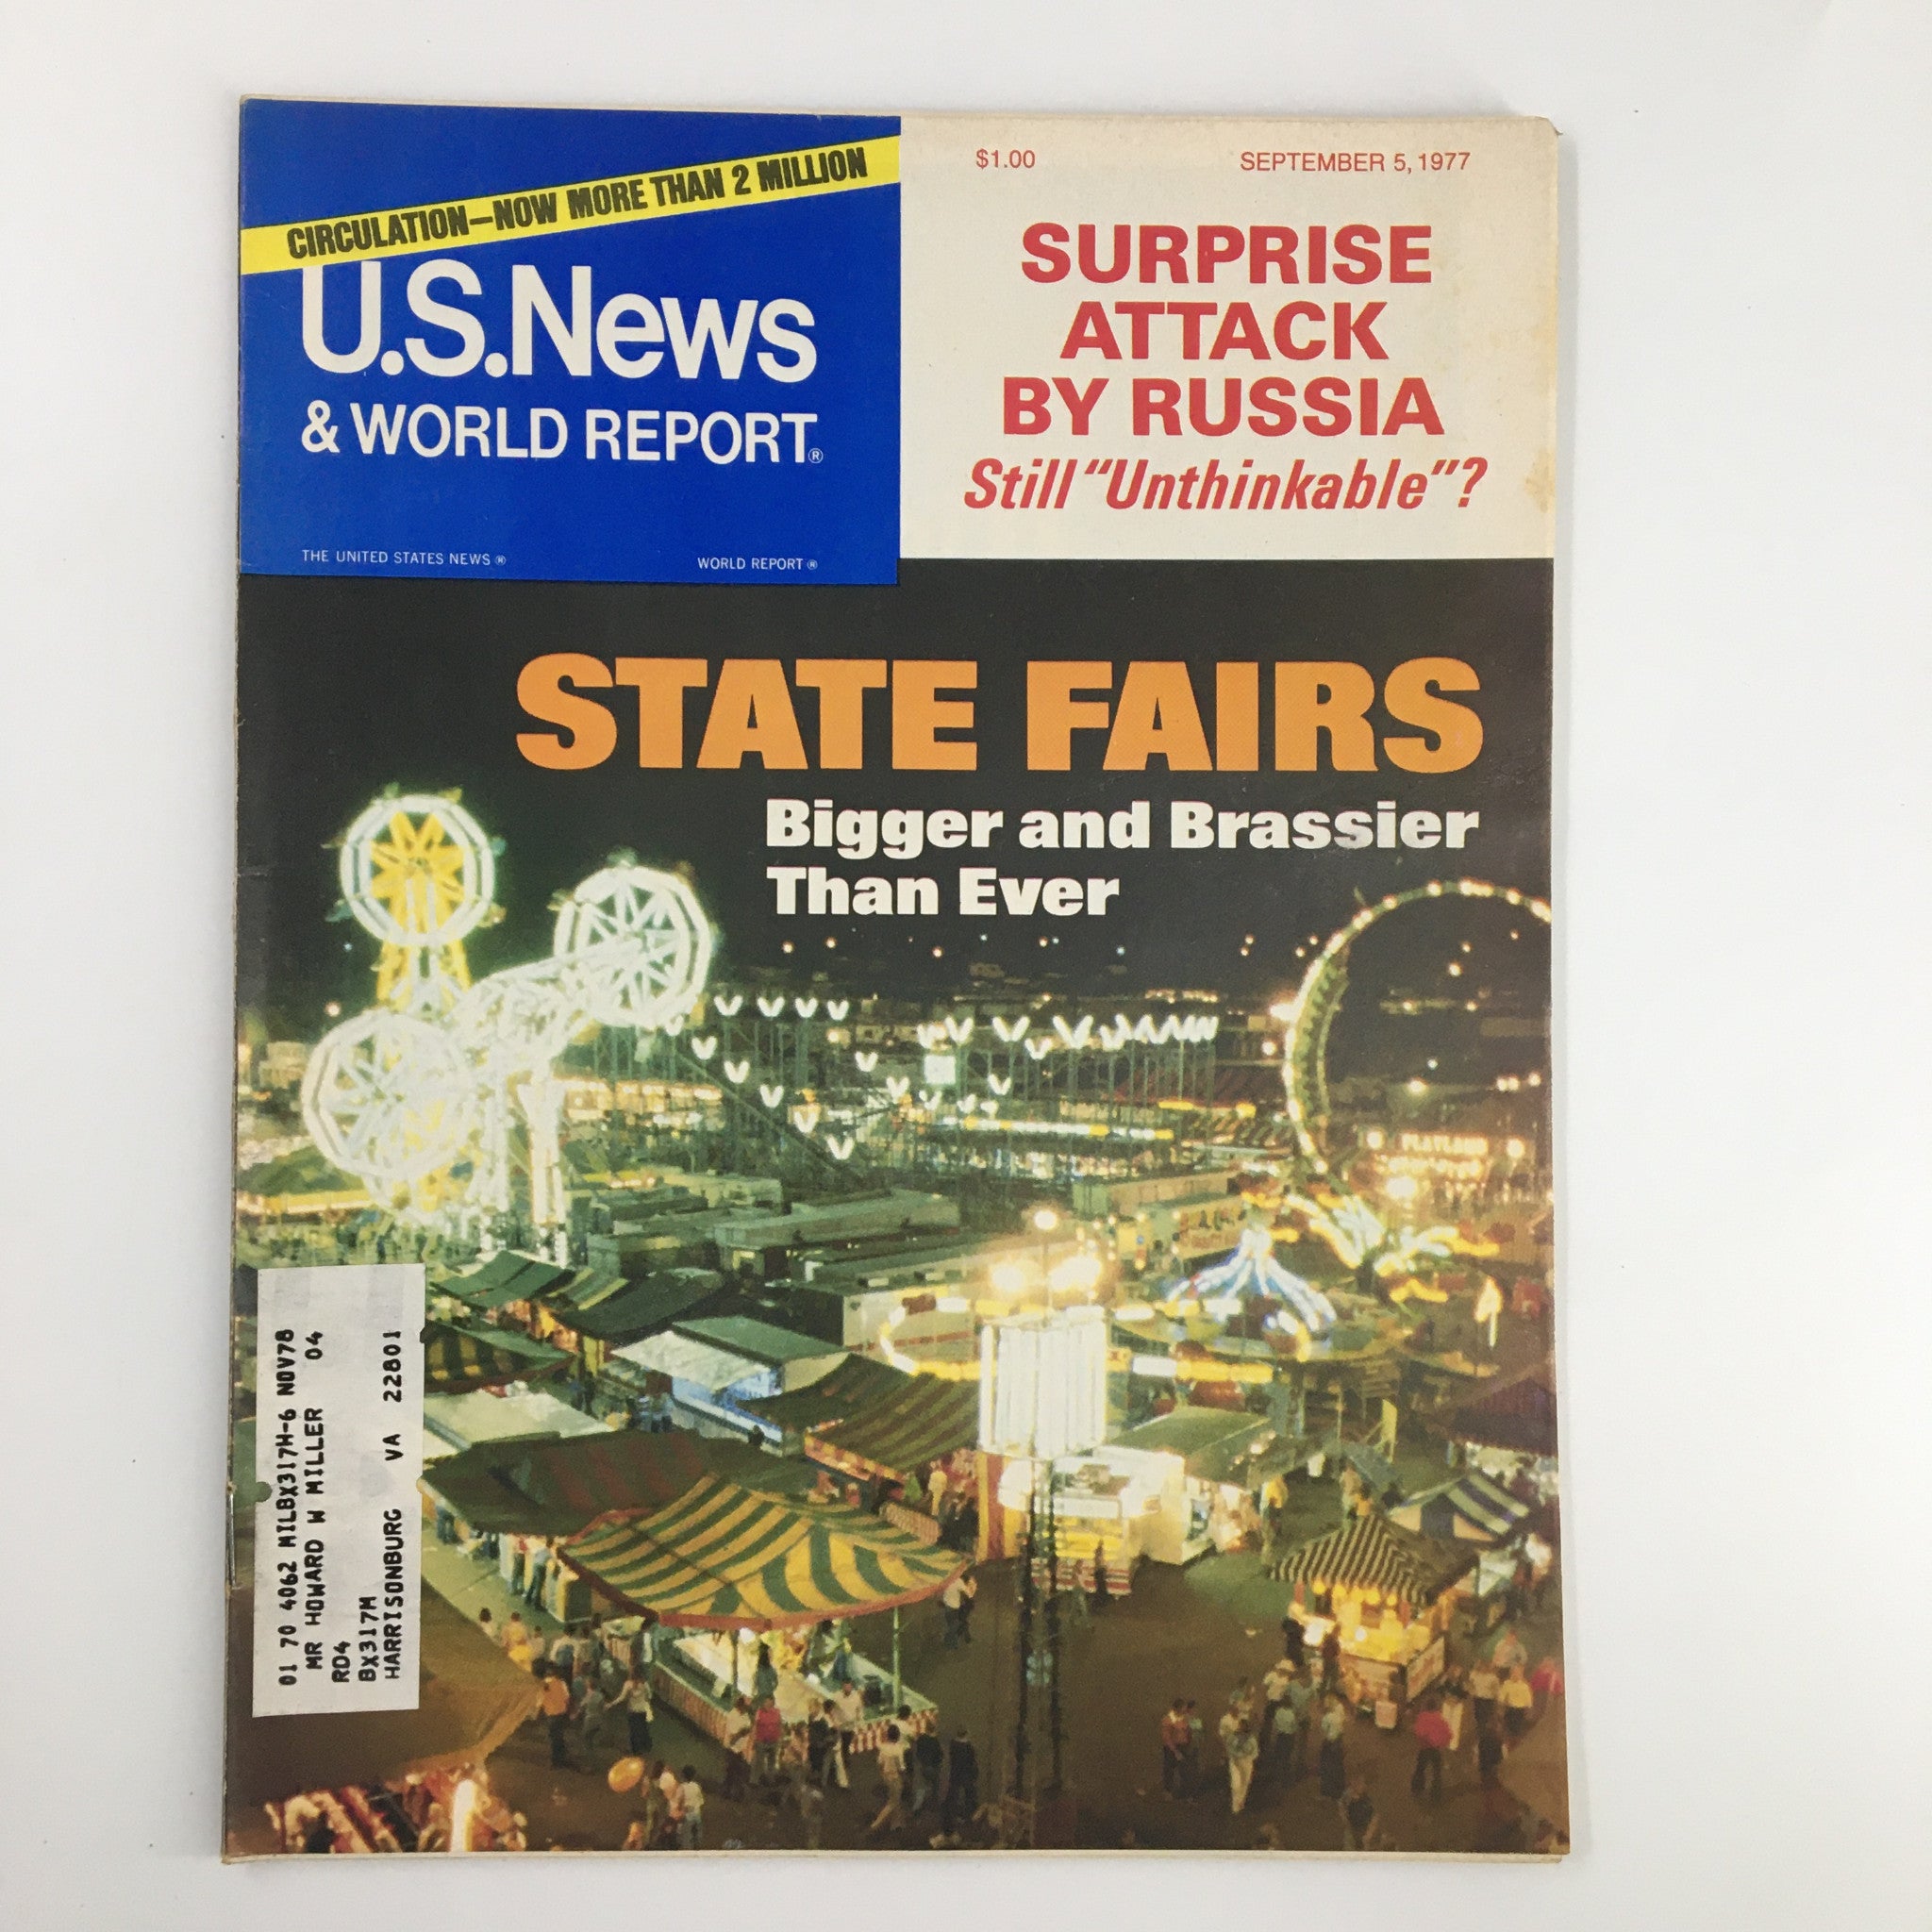 CIRCULATION—NOW MORE THAN 2 MILLION
U.S.News
& WORLD REPORT®
THE UNITED STATES NEWS ® WORLD REPORT ®
$1.00 SEPTEMBER 5, 1977
SURPRISE
ATTACK
BY RUSSIA
Still "Unthinkable"?
STATE FAIRS
Bigger and Brassier
Than Ever
PLAYLAND
01 70 4062 MILBX317M-6 NOV78
MR HOWARD W MILLER 04
RD4
BX317M
HARRISONBURG VA 22801